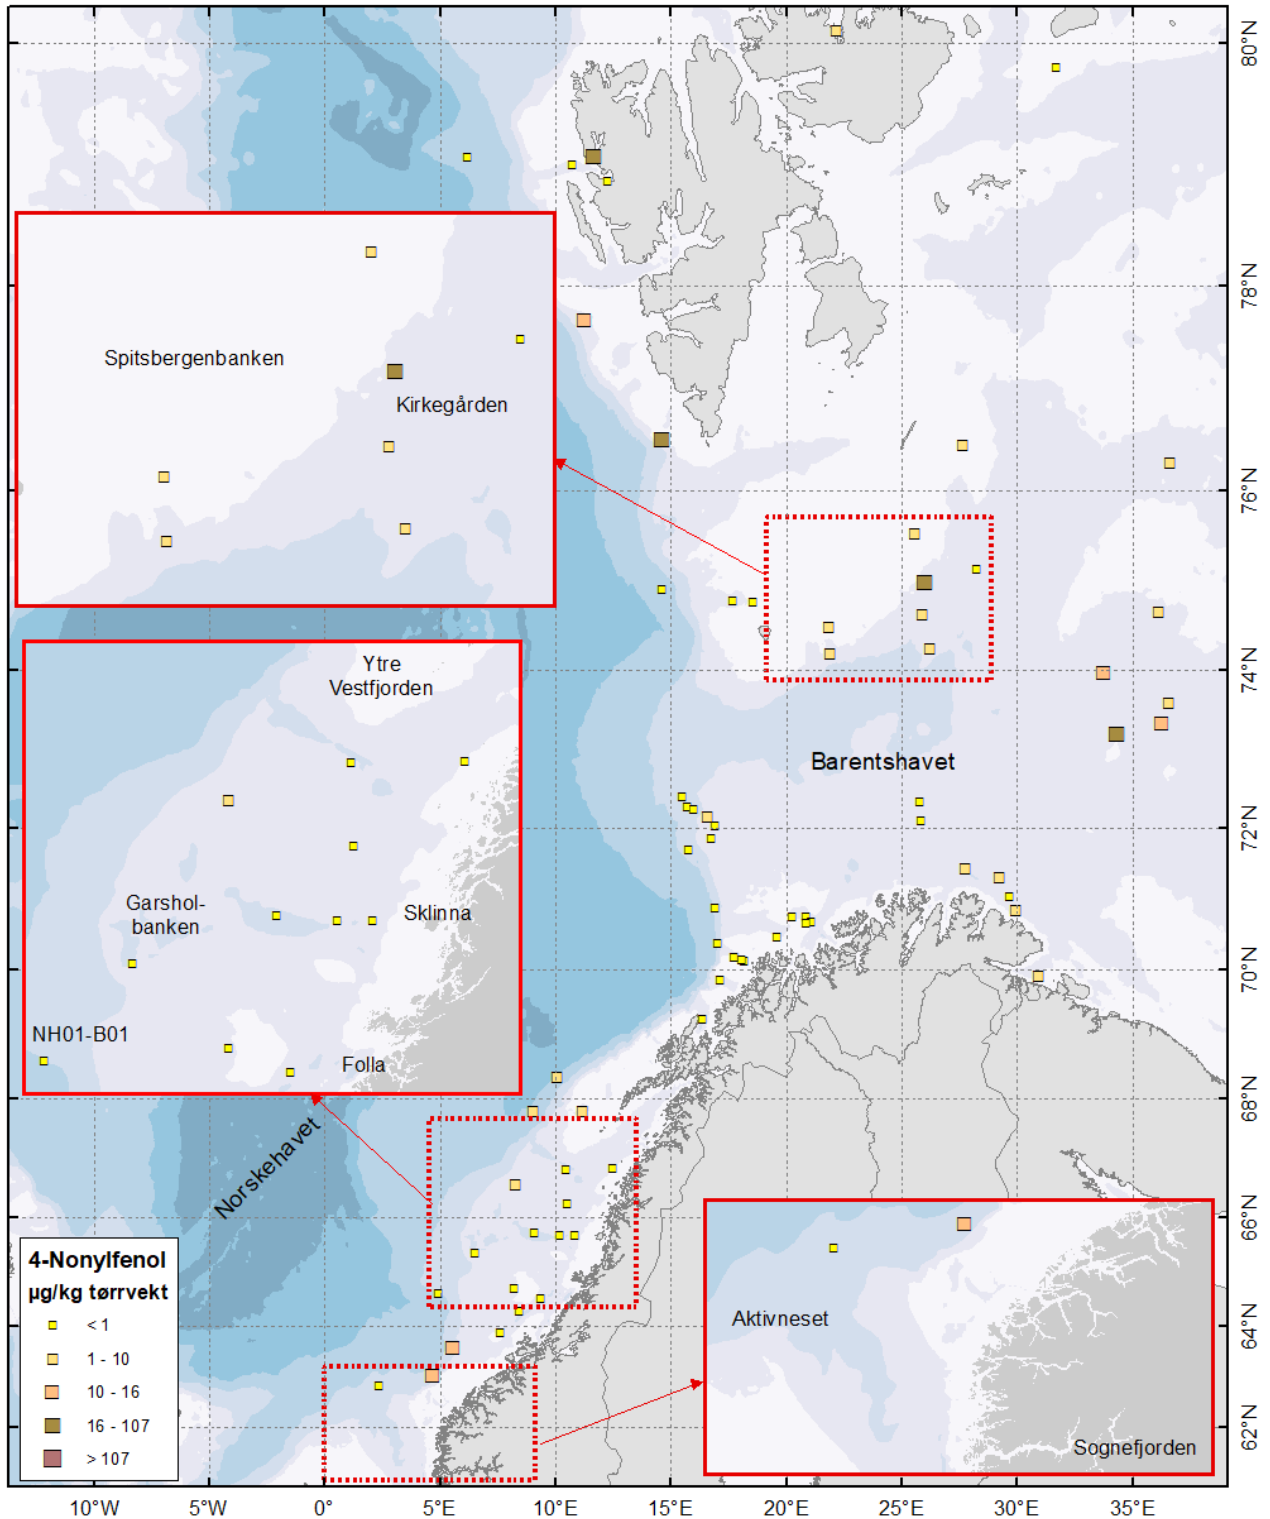 80°N
78°N
Spitsbergenbanken
Kirkegården
76°N
74°N
Ytre
Vestfjorden
Barentshavet
72°N
Garshol-
banken
Sklinna
70°N
NH01-B01
Folla
68°N
Norskehavet
66°N
4-Nonylfenol
µg/kg tørrvekt
< 1
1 - 10
10 - 16
16 - 107
> 107
Aktivneset
64°N
62°N
Sognefjorden
10°W
5°W
0°
5°E
10°E
15°E
20°E
25°E
30°E
35°E